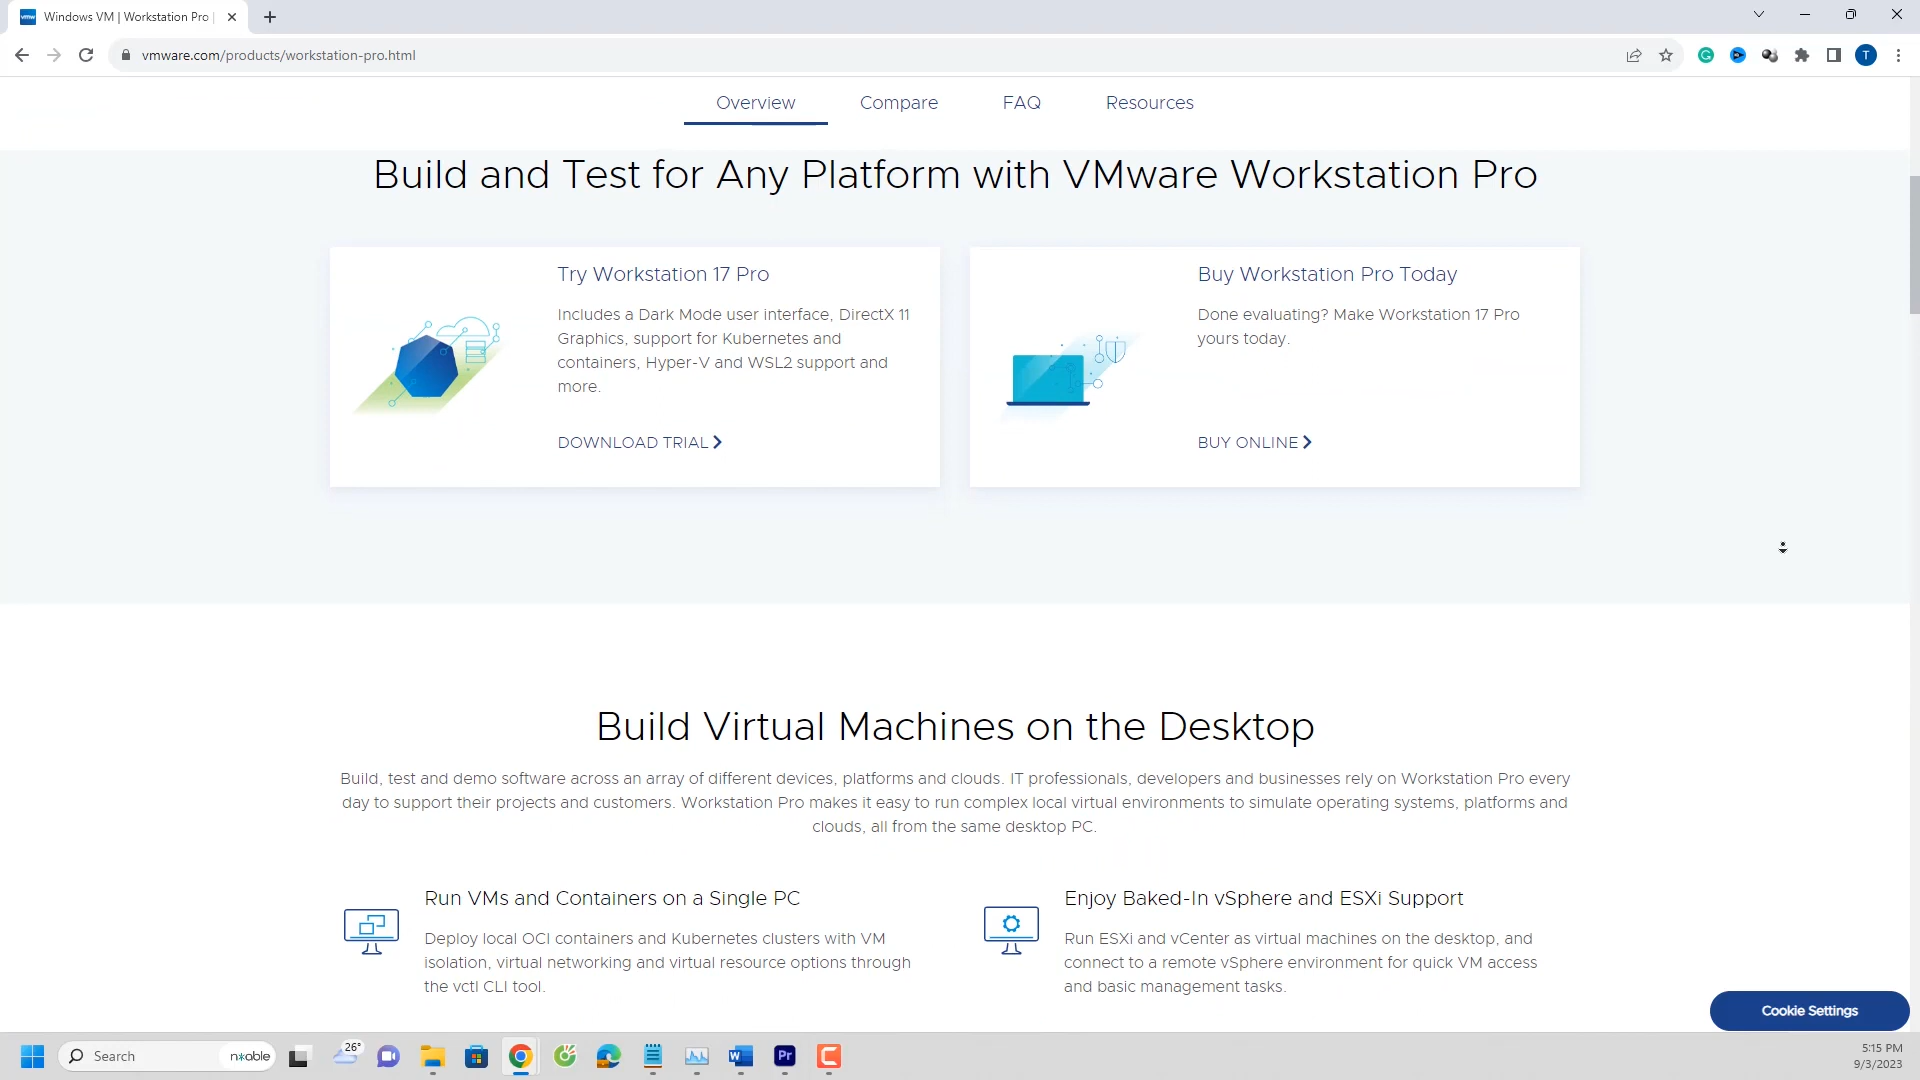 vmw Windows VM | Workstation Pro |
vmware.com/products/workstation-pro.html
T
Overview Compare FAQ Resources
Build and Test for Any Platform with VMware Workstation Pro
Try Workstation 17 Pro
Includes a Dark Mode user interface, DirectX 11
Graphics, support for Kubernetes and
containers, Hyper-V and WSL2 support and
more.
DOWNLOAD TRIAL
Buy Workstation Pro Today
Done evaluating? Make Workstation 17 Pro
yours today.
BUY ONLINE
Build Virtual Machines on the Desktop
Build, test and demo software across an array of different devices, platforms and clouds. IT professionals, developers and businesses rely on Workstation Pro every
day to support their projects and customers. Workstation Pro makes it easy to run complex local virtual environments to simulate operating systems, platforms and
clouds, all from the same desktop PC.
Run VMs and Containers on a Single PC
Deploy local OCI containers and Kubernetes clusters with VM
isolation, virtual networking and virtual resource options through
the vctl CLI tool.
Enjoy Baked-In vSphere and ESXi Support
Run ESXi and vCenter as virtual machines on the desktop, and
connect to a remote vSphere environment for quick VM access
and basic management tasks.
Cookie Settings
Search n*able 26° W Pr C
5:15 PM
9/3/2023